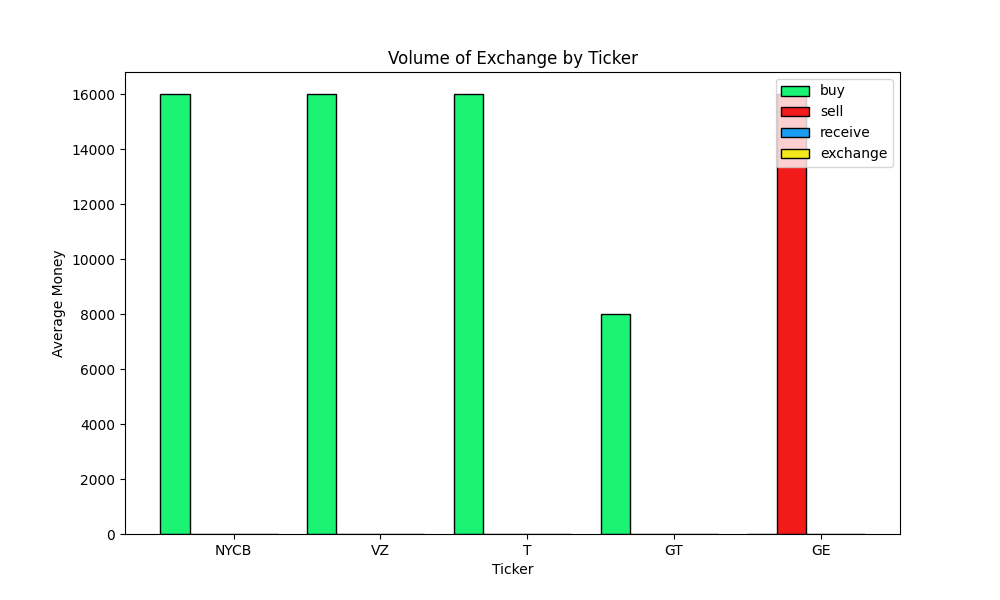 Volume of Exchange by Ticker
buy
sell
receive
exchange
16000
14000
12000
10000
8000
6000
4000
2000
0
Average Money
NYCB VZ T GT GE
Ticker